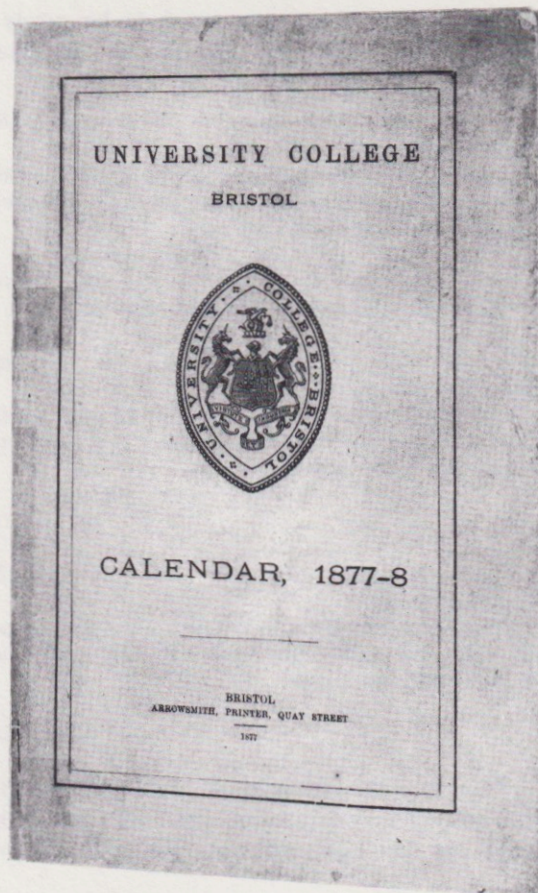 UNIVERSITY COLLEGE
BRISTOL
· UNIVERSITY · COLLEGE · BRISTOL
CALENDAR, 1877-8
BRISTOL
ARROWSMITH, PRINTER, QUAY STREET
1877